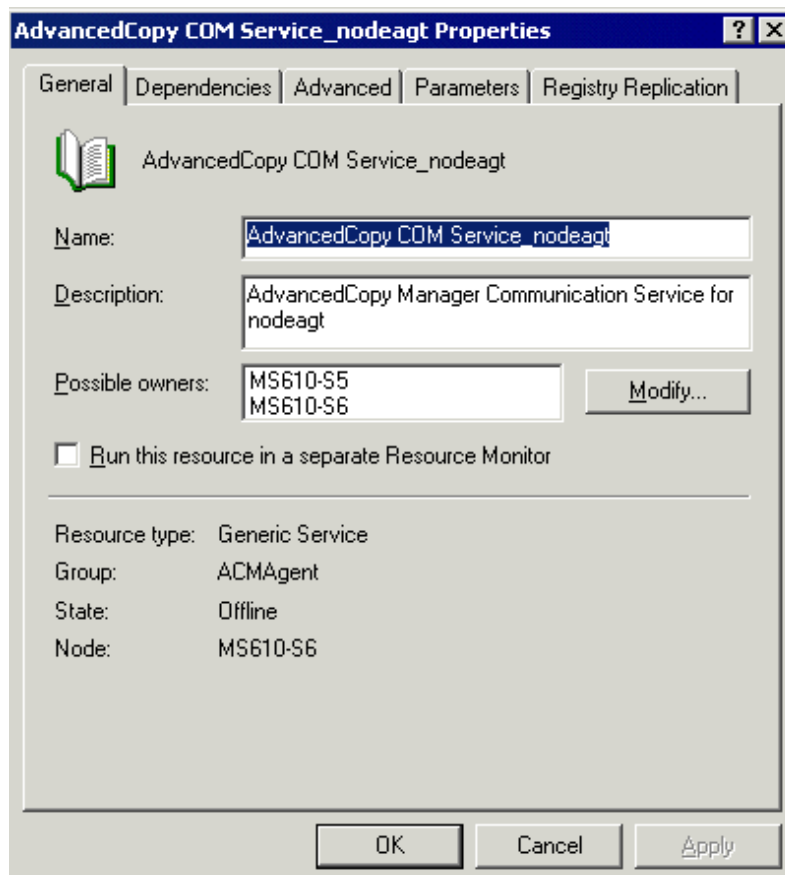 AdvancedCopy COM Service_nodeagt Properties
General Dependencies Advanced Parameters Registry Replication
AdvancedCopy COM Service_nodeagt
Name: AdvancedCopy COM Service_nodeagt
Description: AdvancedCopy Manager Communication Service for
nodeagt
Possible owners: MS610-S5
MS610-S6
Modify...
Run this resource in a separate Resource Monitor
Resource type: Generic Service
Group: ACMAgent
State: Offline
Node: MS610-S6
OK Cancel Apply